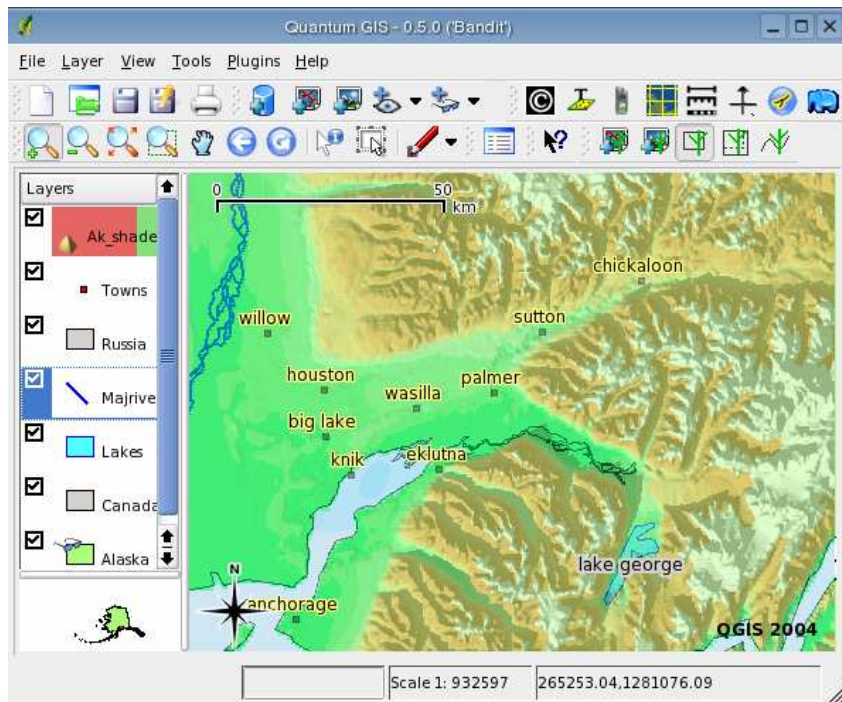 Quantum GIS - 0.5.0 ('Bandit')
File Layer View Tools Plugins Help
Layers
Ak_shade
Towns
Russia
Majrive
Lakes
Canada
Alaska
0 50
km
chickaloon
willow
sutton
houston
wasilla
palmer
big lake
knik
eklutna
lake george
N
anchorage
QGIS 2004
Scale 1: 932597
265253.04,1281076.09